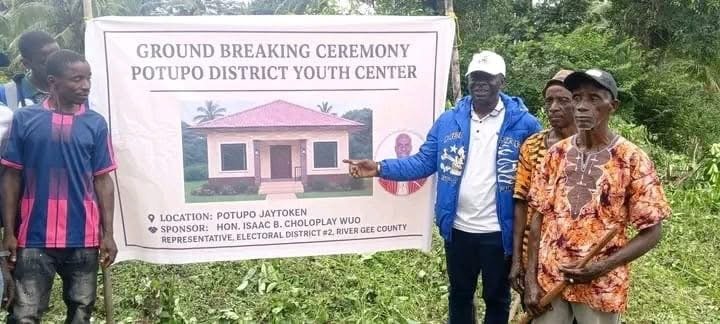 GROUND BREAKING CEREMONY
POTUPO DISTRICT YOUTH CENTER
LOCATION: POTUPO JAYTOKEN
SPONSOR: HON. ISAAC B. CHOLOPLAY WUO
REPRESENTATIVE, ELECTORAL DISTRICT #2, RIVER GEE COUNTY